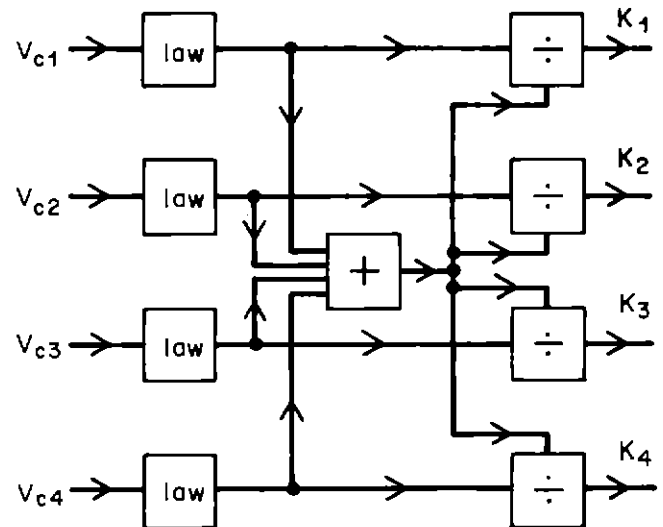 Vc1 law ÷ K1
Vc2 law ÷ K2
+
Vc3 law ÷ K3
Vc4 law ÷ K4